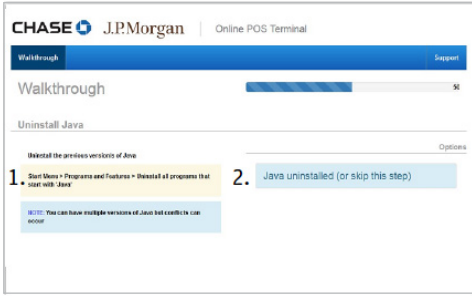 CHASE J.P.Morgan Online POS Terminal
Walkthrough Support
Walkthrough
Uninstall Java
Options
Uninstall the previous versions of Java
1. Start Menu > Programs and Features > Uninstall all programs that
start with 'Java'
2. Java uninstalled (or skip this step)
NOTE: You can have multiple versions of Java but conflicts can
occur